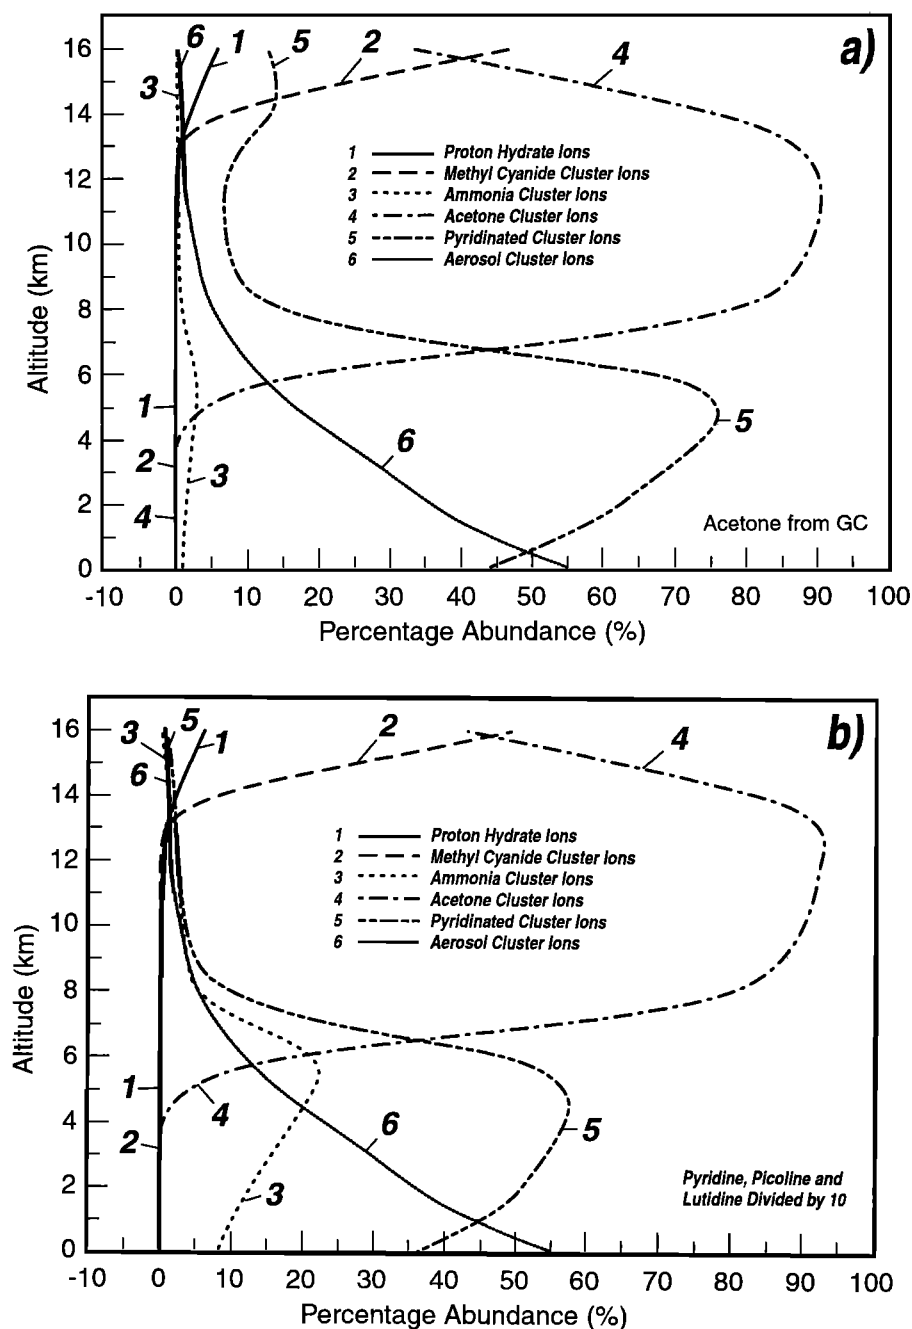 a)
6 1 5 2 4
3
16
14
12
10
8
6
4
2
0
Altitude (km)
1 Proton Hydrate Ions
2 Methyl Cyanide Cluster Ions
3 Ammonia Cluster Ions
4 Acetone Cluster Ions
5 Pyridinated Cluster Ions
6 Aerosol Cluster Ions
1
2
3
4
6
5
Acetone from GC
-10 0 10 20 30 40 50 60 70 80 90 100
Percentage Abundance (%)
b)
3 5 1 2 4
6
16
14
12
10
8
6
4
2
0
Altitude (km)
1 Proton Hydrate Ions
2 Methyl Cyanide Cluster Ions
3 Ammonia Cluster Ions
4 Acetone Cluster Ions
5 Pyridinated Cluster Ions
6 Aerosol Cluster Ions
1
4
2
6
5
3
Pyridine, Picoline and
Lutidine Divided by 10
-10 0 10 20 30 40 50 60 70 80 90 100
Percentage Abundance (%)